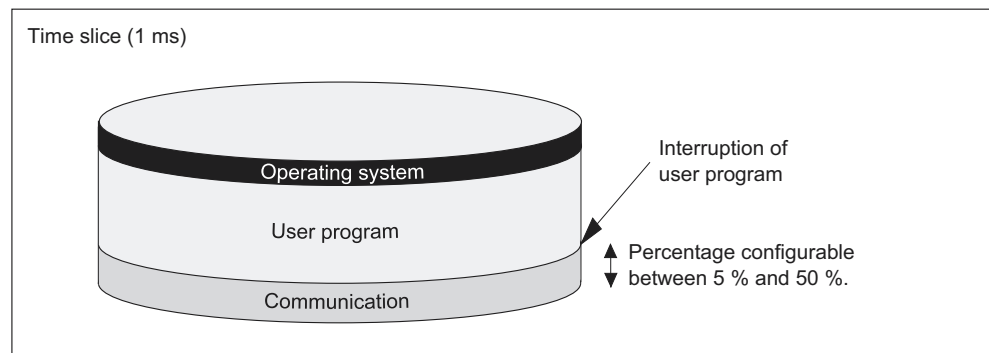 Time slice (1 ms)
Operating system
Interruption of
user program
User program
Percentage configurable
between 5 % and 50 %.
Communication